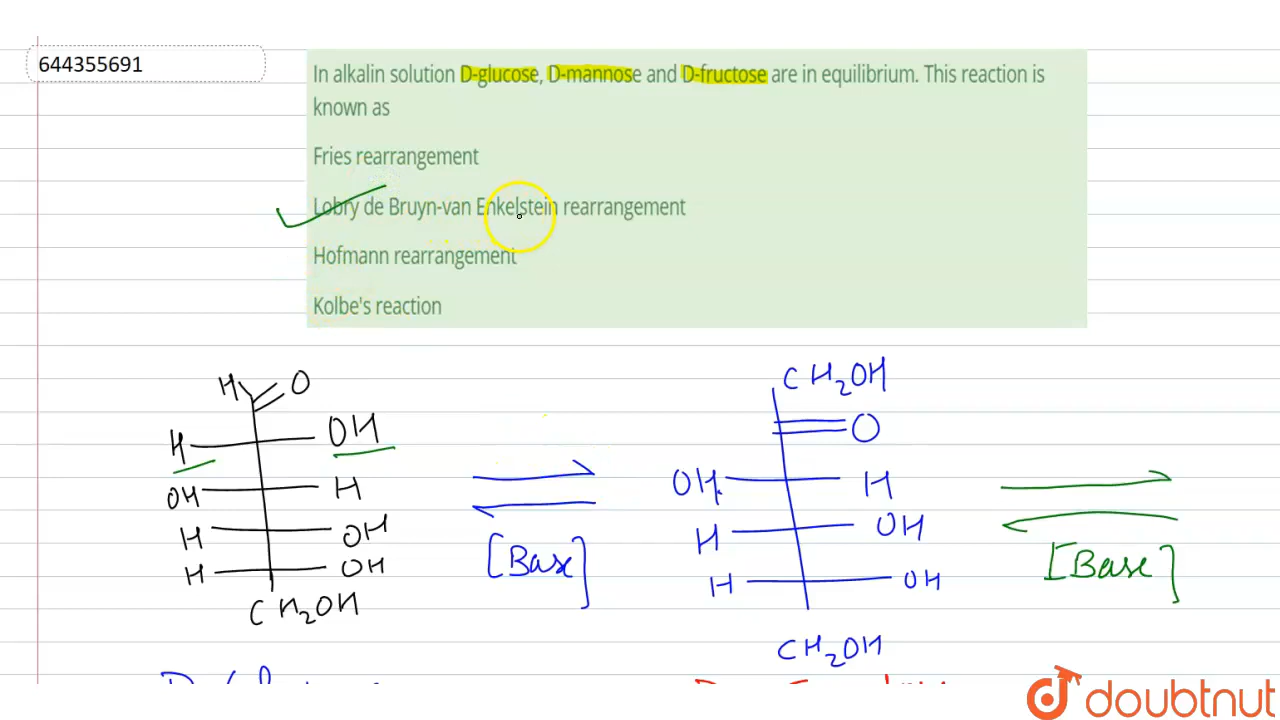 644355691
In alkalin solution D-glucose, D-mannose and D-fructose are in equilibrium. This reaction is
known as
Fries rearrangement
Lobry de Bruyn-van Enkelstein rearrangement
Hofmann rearrangement
Kolbe's reaction
H O
H OH
OH H
H OH
H OH
CH2OH
[Base]
CH2OH
O
OH H
H OH
H OH
CH2OH
[Base]
doubtnut